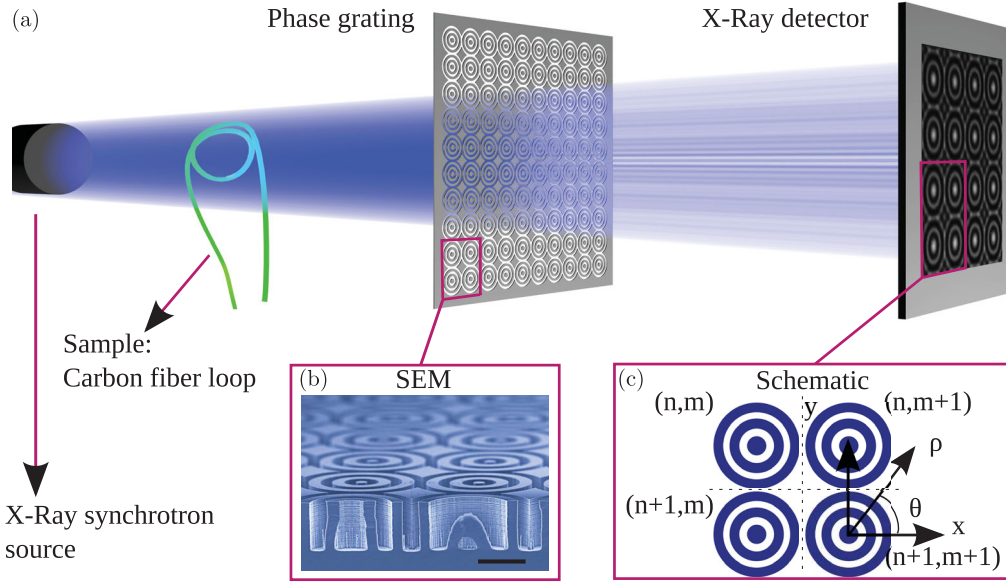 (a)
Phase grating
X-Ray detector
Sample:
Carbon fiber loop
X-Ray synchrotron
source
(b)
SEM
(c)
Schematic
(n,m)
y
(n,m+1)
ρ
(n+1,m)
θ
x
(n+1,m+1)